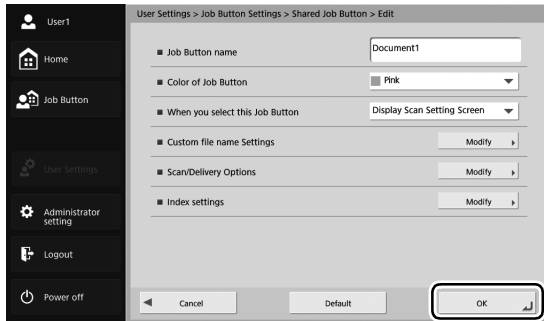 User1
Home
Job Button
User Settings
Administrator
setting
Logout
Power off
User Settings > Job Button Settings > Shared Job Button > Edit
■ Job Button name
Document1
■ Color of Job Button
Pink
■ When you select this Job Button
Display Scan Setting Screen
■ Custom file name Settings
Modify
■ Scan/Delivery Options
Modify
■ Index settings
Modify
Cancel
Default
OK